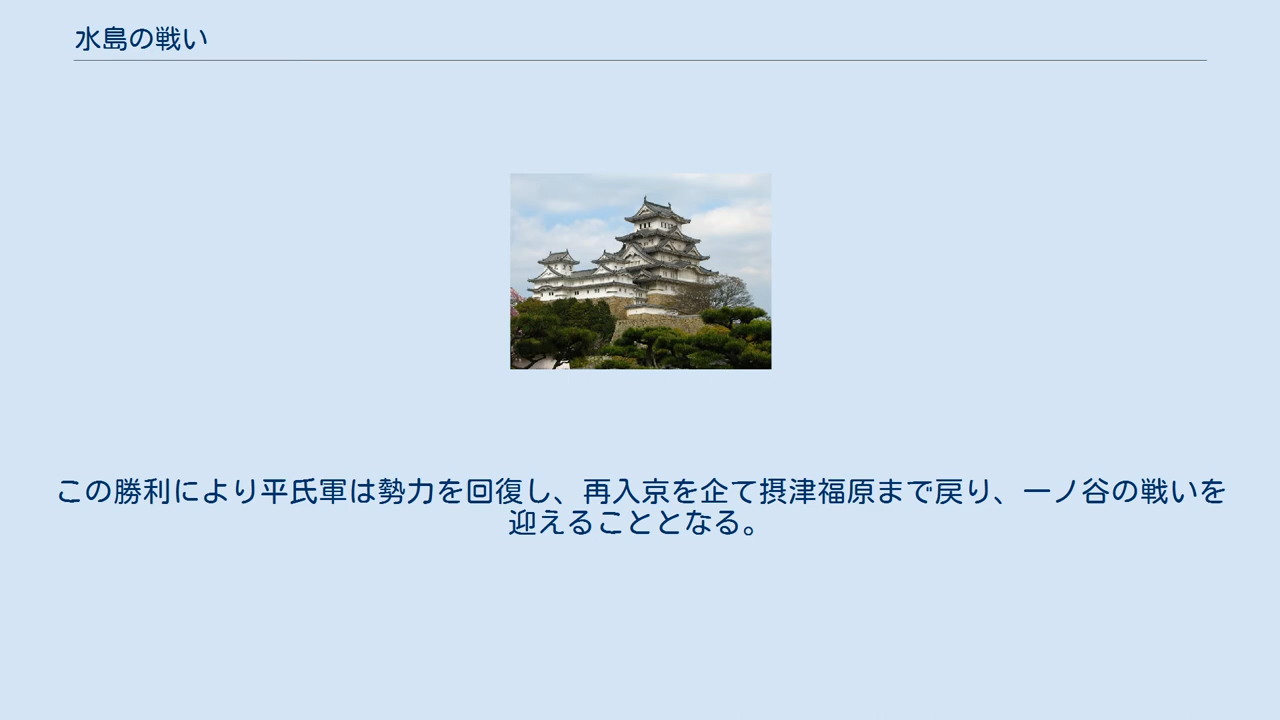 水島の戦い
この勝利により平氏軍は勢力を回復し、再入京を企て摂津福原まで戻り、一ノ谷の戦いを
迎えることとなる。